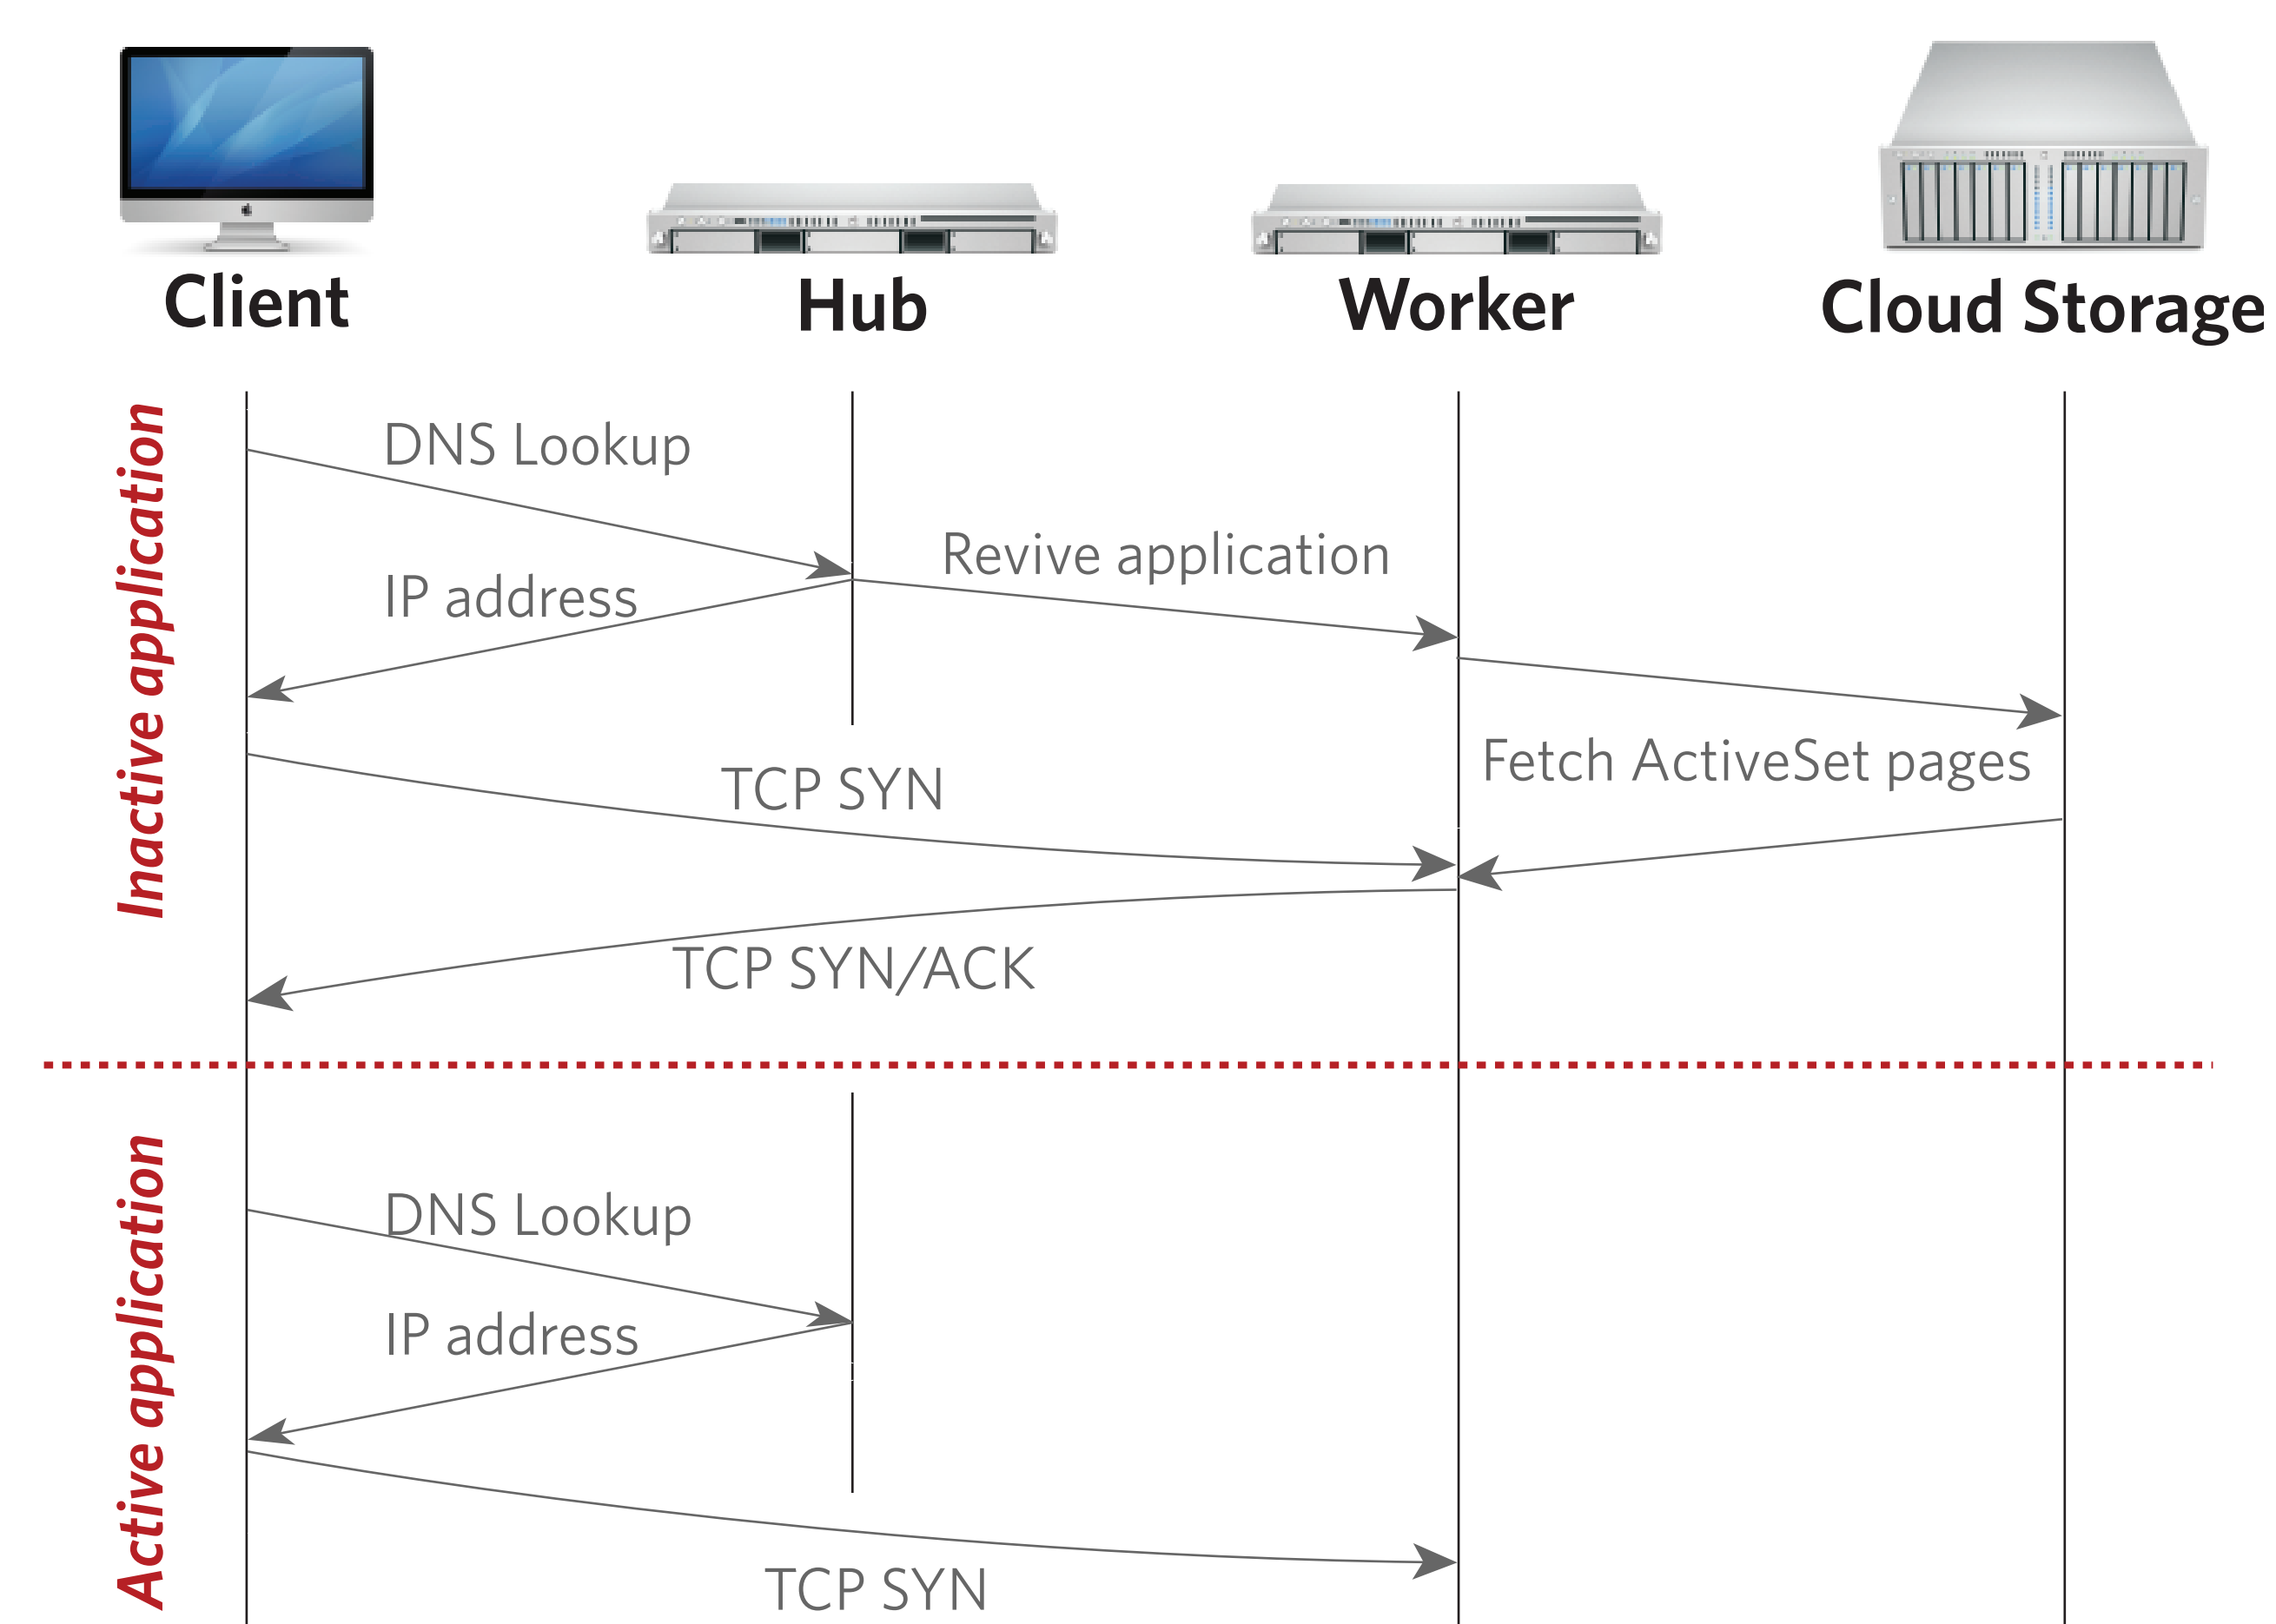 Client
Hub
Worker
Cloud Storage
Inactive application
DNS Lookup
Revive application
IP address
Fetch ActiveSet pages
TCP SYN
TCP SYN/ACK
Active application
DNS Lookup
IP address
TCP SYN